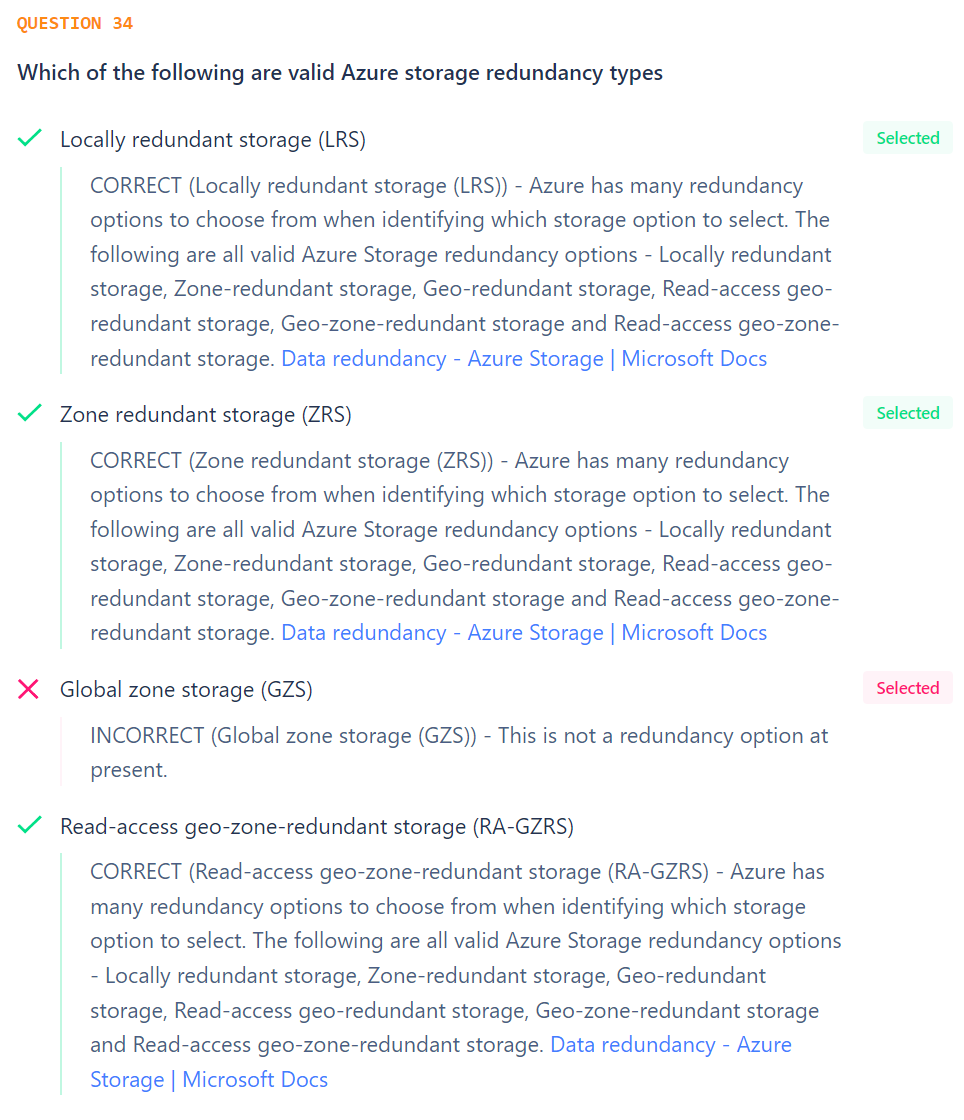 QUESTION 34
Which of the following are valid Azure storage redundancy types
Locally redundant storage (LRS)
Selected
CORRECT (Locally redundant storage (LRS)) - Azure has many redundancy
options to choose from when identifying which storage option to select. The
following are all valid Azure Storage redundancy options - Locally redundant
storage, Zone-redundant storage, Geo-redundant storage, Read-access geo-
redundant storage, Geo-zone-redundant storage and Read-access geo-zone-
redundant storage. Data redundancy - Azure Storage | Microsoft Docs
Zone redundant storage (ZRS)
Selected
CORRECT (Zone redundant storage (ZRS)) - Azure has many redundancy
options to choose from when identifying which storage option to select. The
following are all valid Azure Storage redundancy options - Locally redundant
storage, Zone-redundant storage, Geo-redundant storage, Read-access geo-
redundant storage, Geo-zone-redundant storage and Read-access geo-zone-
redundant storage. Data redundancy - Azure Storage | Microsoft Docs
Global zone storage (GZS)
Selected
INCORRECT (Global zone storage (GZS)) - This is not a redundancy option at
present.
Read-access geo-zone-redundant storage (RA-GZRS)
CORRECT (Read-access geo-zone-redundant storage (RA-GZRS) - Azure has
many redundancy options to choose from when identifying which storage
option to select. The following are all valid Azure Storage redundancy options
- Locally redundant storage, Zone-redundant storage, Geo-redundant
storage, Read-access geo-redundant storage, Geo-zone-redundant storage
and Read-access geo-zone-redundant storage. Data redundancy - Azure
Storage | Microsoft Docs